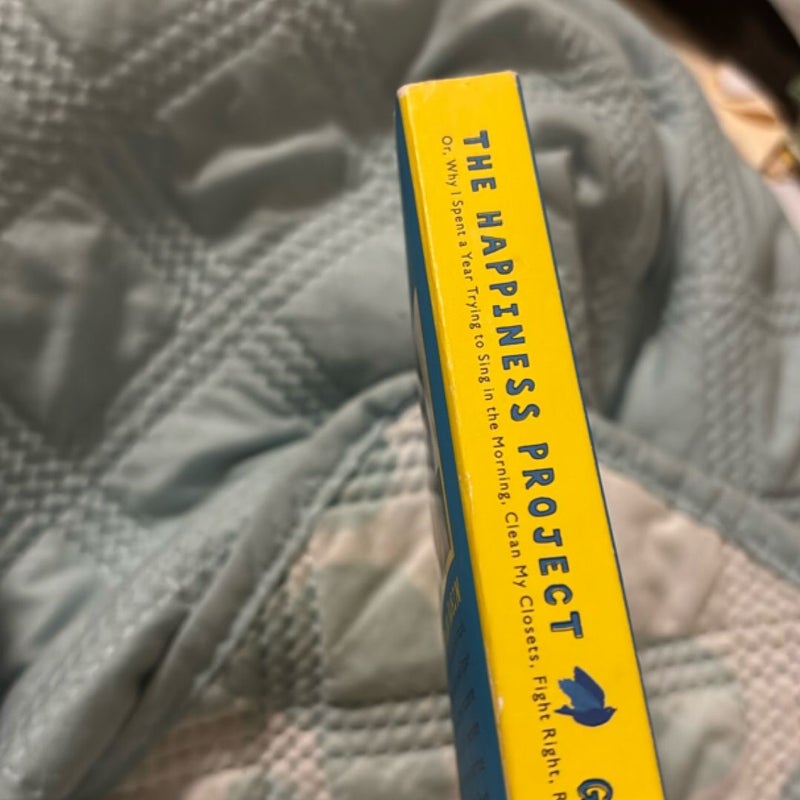 THE HAPPINESS PROJECT
Or, Why I Spent a Year Trying to Sing in the Morning, Clean My Closets, Fight Right, R
G